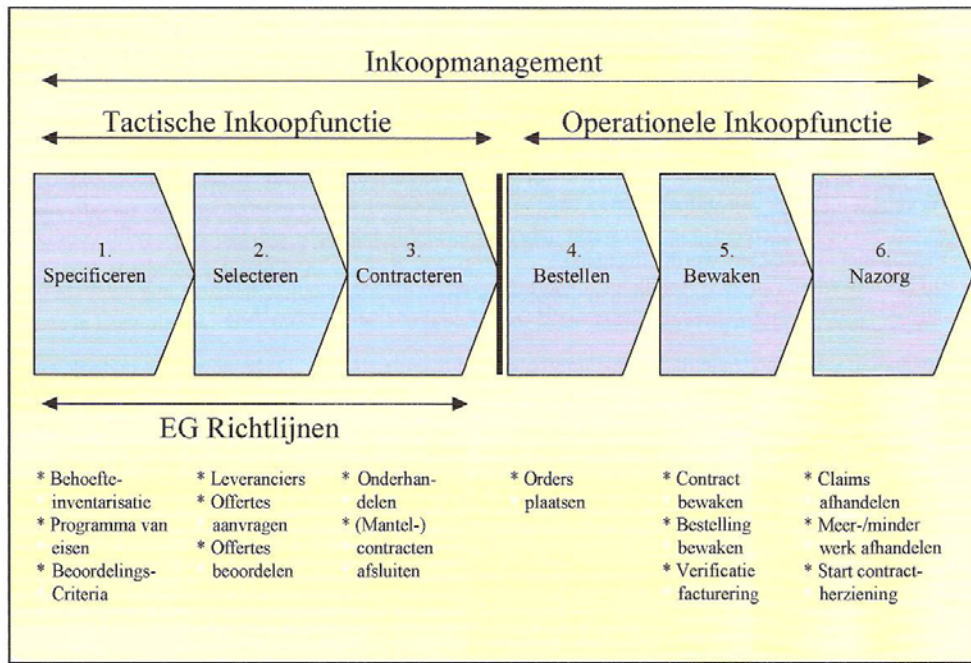 Inkoopmanagement
Tactische Inkoopfunctie
Operationele Inkoopfunctie
1.
Specificeren
2.
Selecteren
3.
Contracteren
4.
Bestellen
5.
Bewaken
6.
Nazorg
EG Richtlijnen
* Behoefte-
inventarisatie
* Programma van
eisen
* Beoordelings-
Criteria
* Leveranciers
* Offertes
aanvragen
* Offertes
beoordelen
* Onderhan-
delen
* (Mantel-)
contracten
afsluiten
* Orders
plaatsen
* Contract
bewaken
* Bestelling
bewaken
* Verificatie
facturering
* Claims
afhandelen
* Meer-/minder
werk afhandelen
* Start contract-
herziening